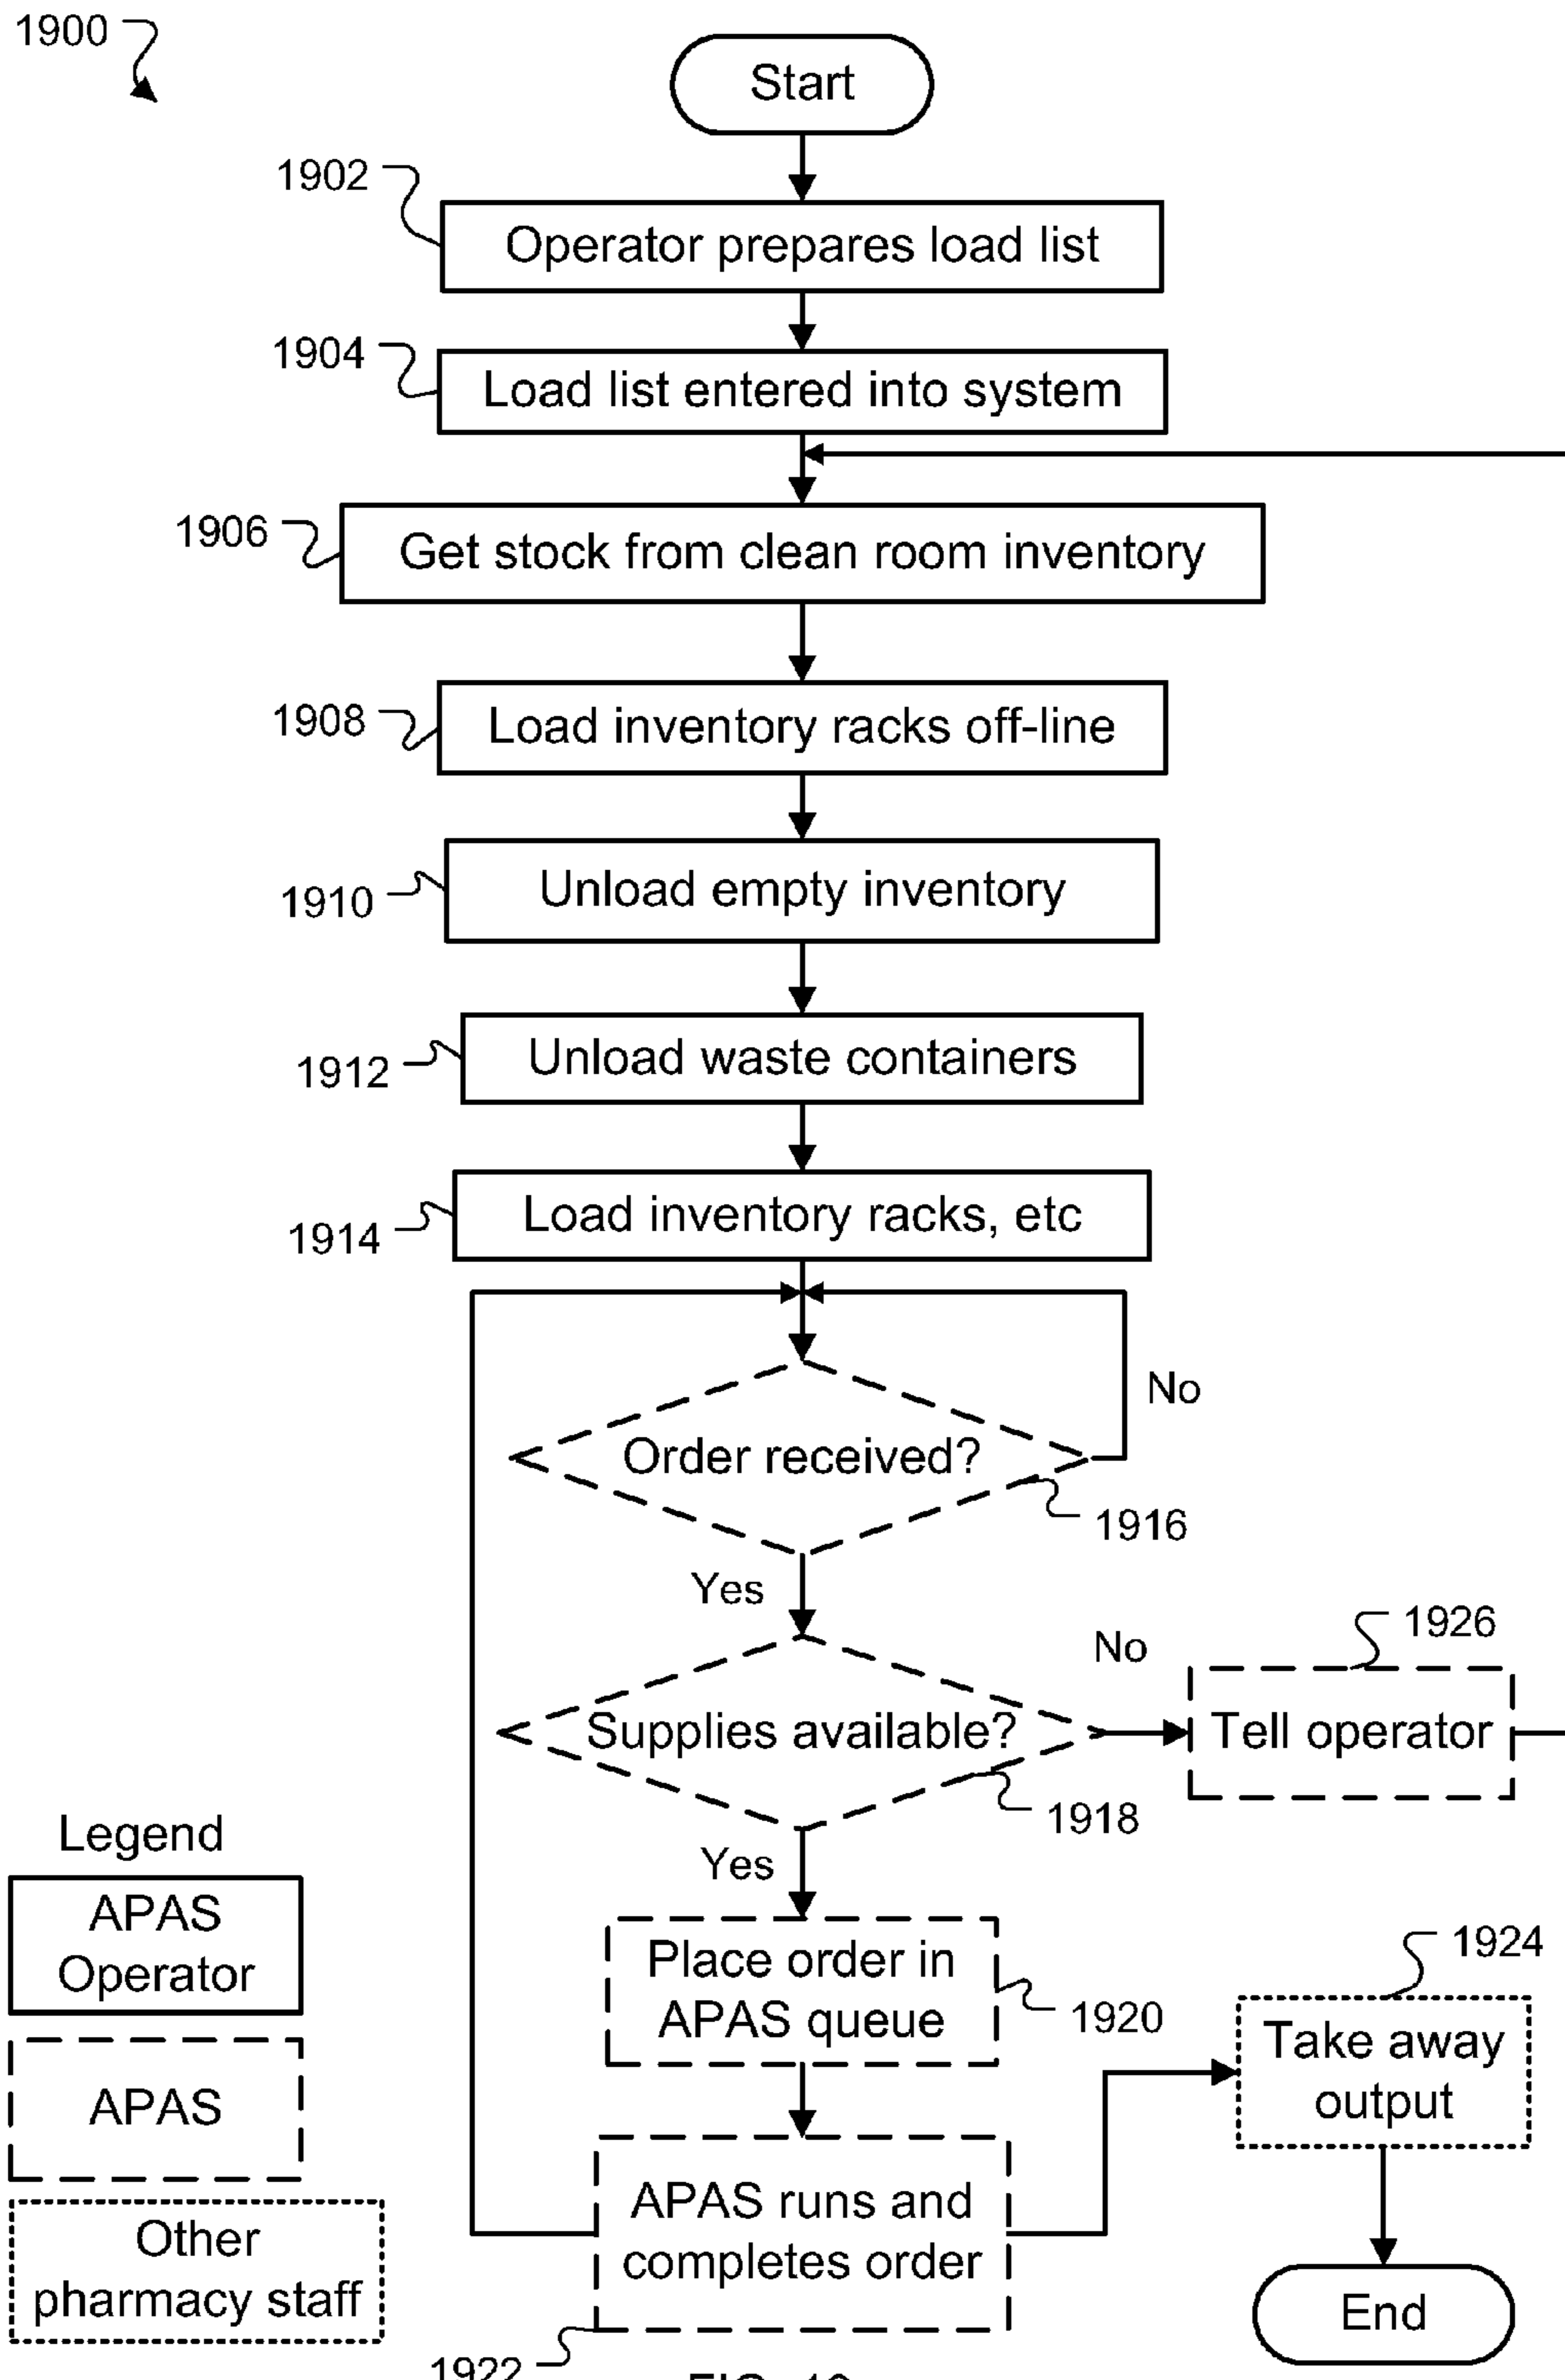 1900
Start
1902
Operator prepares load list
1904
Load list entered into system
1906
Get stock from clean room inventory
1908
Load inventory racks off-line
1910
Unload empty inventory
1912
Unload waste containers
1914
Load inventory racks, etc
No
Order received?
1916
Yes
Supplies available?
1918
No
1926
Tell operator
Yes
Place order in
APAS queue
1920
1924
Take away
output
APAS runs and
completes order
1922
End
Legend
APAS
Operator
APAS
Other
pharmacy staff